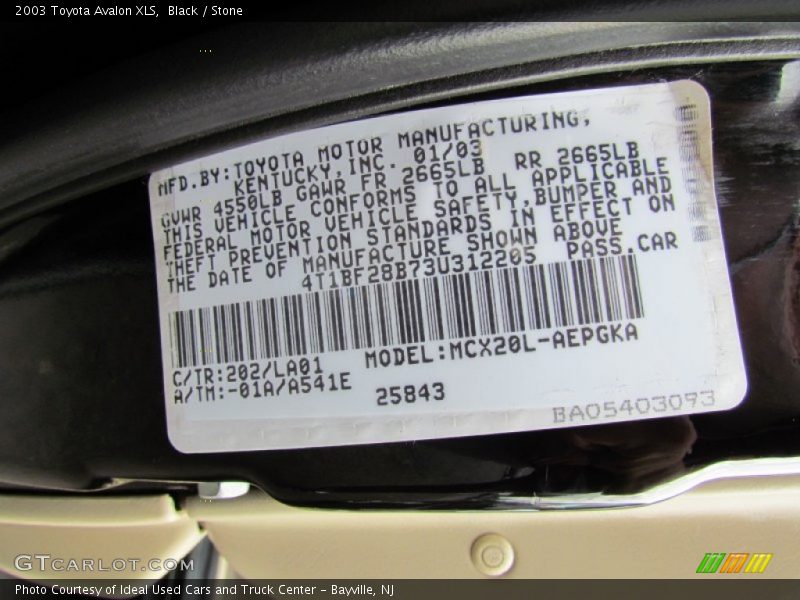 2003 Toyota Avalon XLS, Black / Stone
MFD.BY:TOYOTA MOTOR MANUFACTURING,
KENTUCKY,INC. 01/03
GVWR 4550LB GAWR FR 2665LB RR 2665LB
THIS VEHICLE CONFORMS TO ALL APPLICABLE
FEDERAL MOTOR VEHICLE SAFETY,BUMPER AND
THEFT PREVENTION STANDARDS IN EFFECT ON
THE DATE OF MANUFACTURE SHOWN ABOVE
4T1BF28B73U312205 PASS.CAR
C/TR:202/LA01 MODEL:MCX20L-AEPGKA
A/TM:-01A/A541E 25843
BA05403093
GTCARLOT.COM
Photo Courtesy of Ideal Used Cars and Truck Center - Bayville, NJ